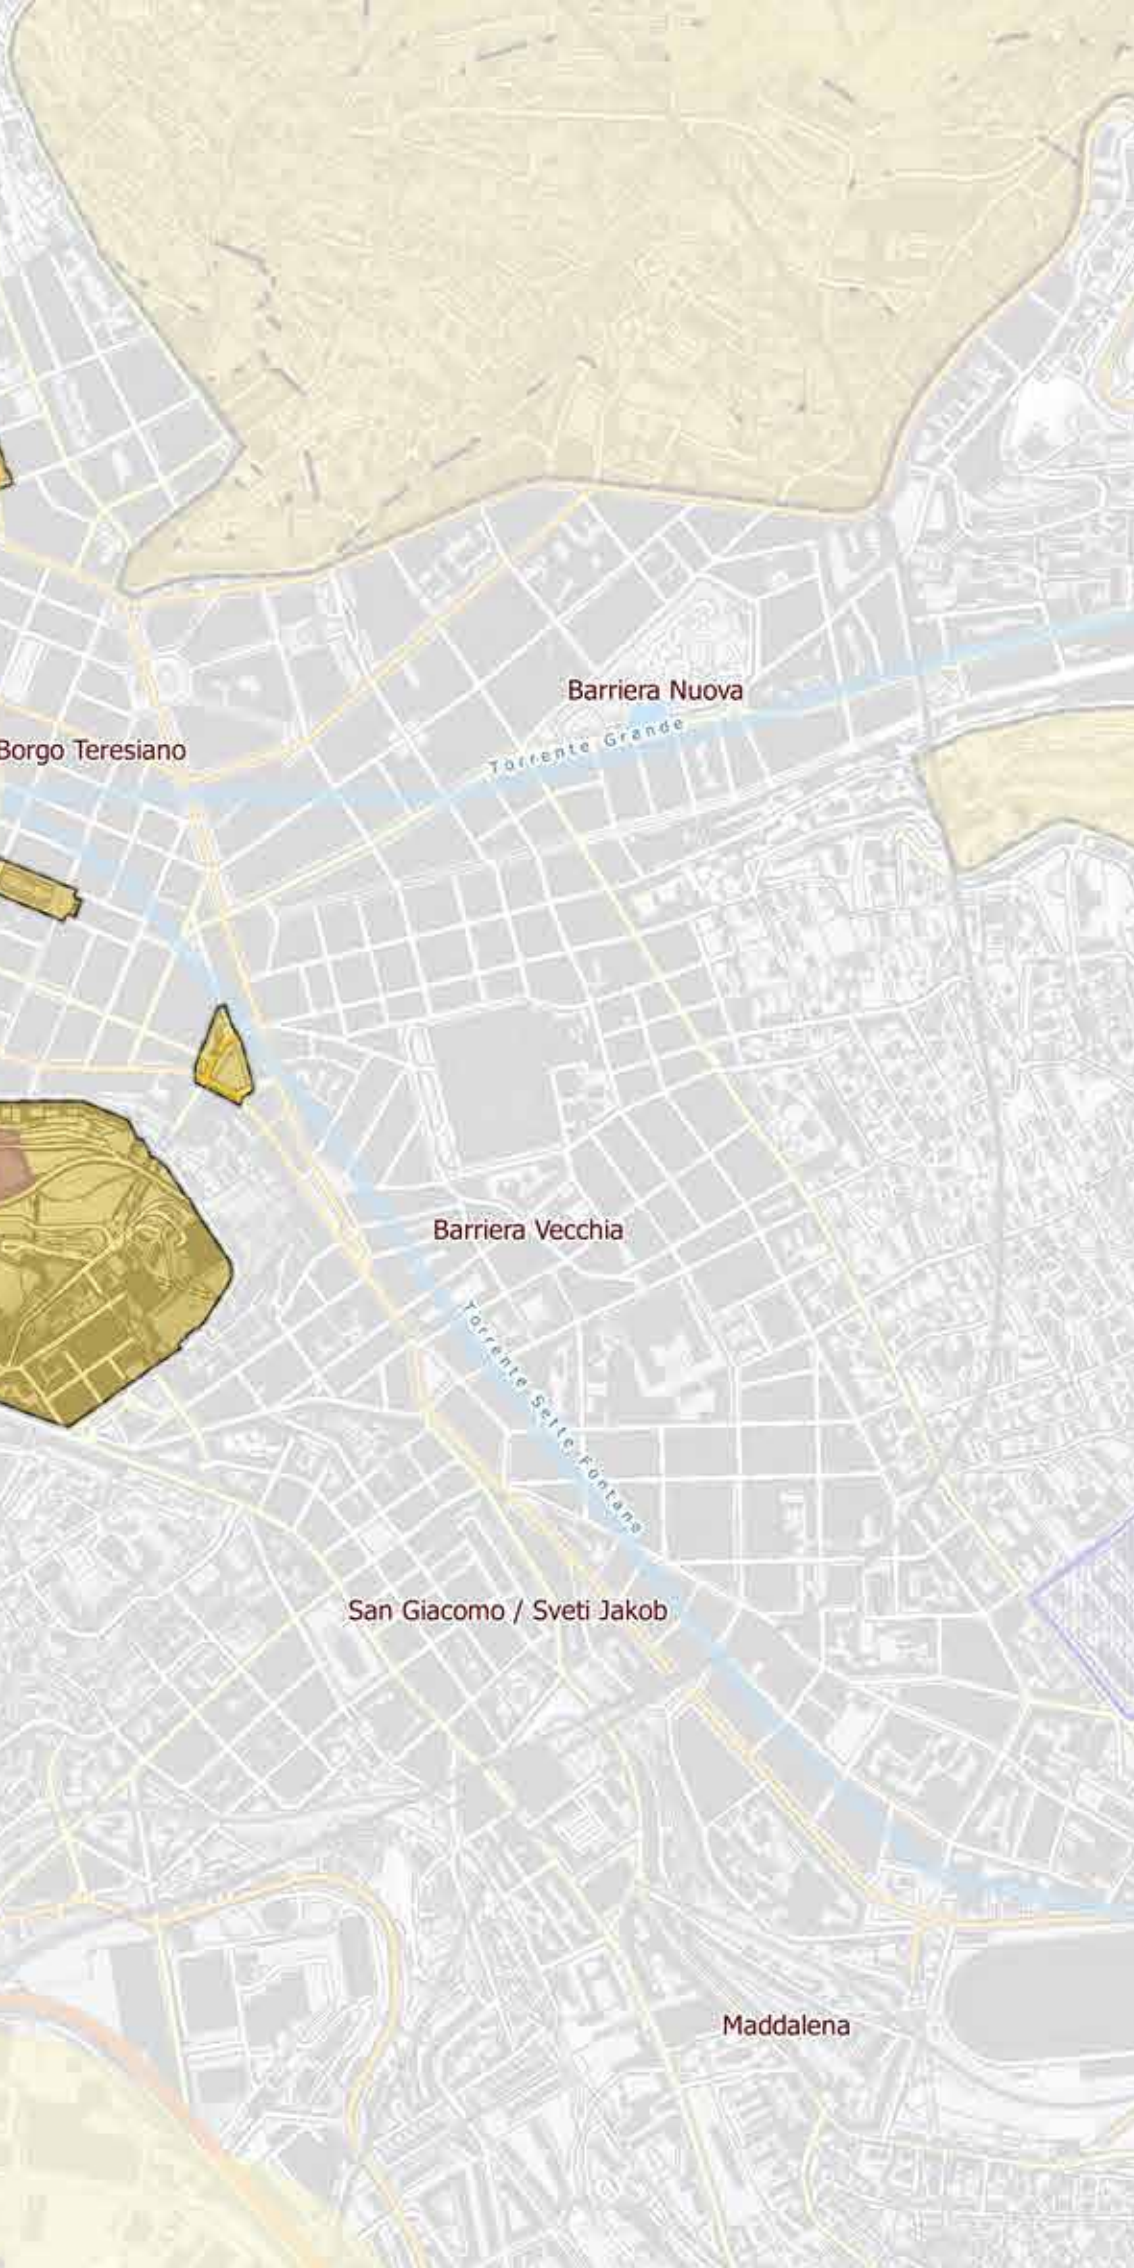 Barriera Nuova
Torrente Grande
Borgo Teresiano
Barriera Vecchia
Torrente Sette Fontane
San Giacomo / Sveti Jakob
Maddalena